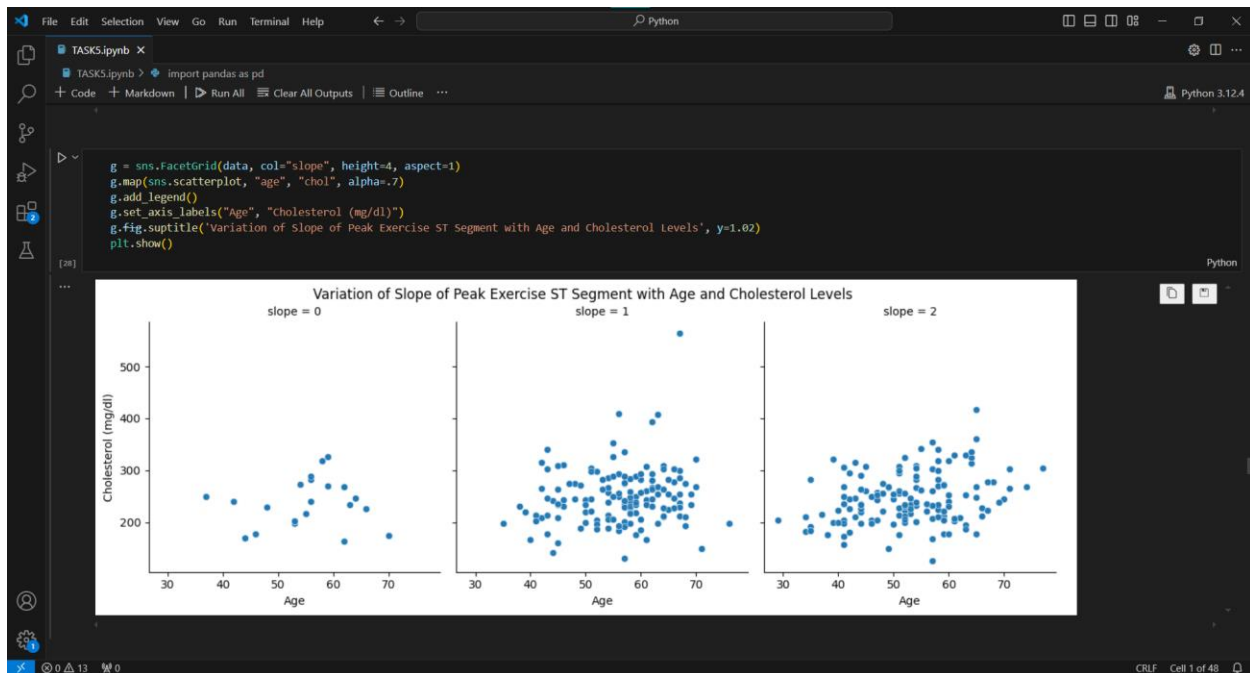 File Edit Selection View Go Run Terminal Help
Python
TASK5.ipynb
TASK5.ipynb > import pandas as pd
+ Code + Markdown | Run All Clear All Outputs | Outline ...
Python 3.12.4
g = sns.FacetGrid(data, col="slope", height=4, aspect=1)
g.map(sns.scatterplot, "age", "chol", alpha=.7)
g.add_legend()
g.set_axis_labels("Age", "Cholesterol (mg/dl)")
g.fig.suptitle('Variation of Slope of Peak Exercise ST Segment with Age and Cholesterol Levels', y=1.02)
plt.show()
[28]
Python
Variation of Slope of Peak Exercise ST Segment with Age and Cholesterol Levels
slope = 0 slope = 1 slope = 2
Cholesterol (mg/dl)
500
400
300
200
30 40 50 60 70 30 40 50 60 70 30 40 50 60 70
Age Age Age
2
1
0 13 0
CRLF Cell 1 of 48